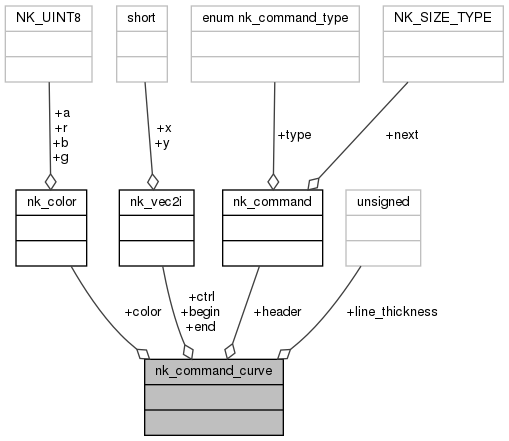 NK_UINT8
short
enum nk_command_type
NK_SIZE_TYPE
+a
+r
+b
+g
+x
+y
+type
+next
nk_color
nk_vec2i
nk_command
unsigned
+color
+ctrl
+begin
+end
+header
+line_thickness
nk_command_curve